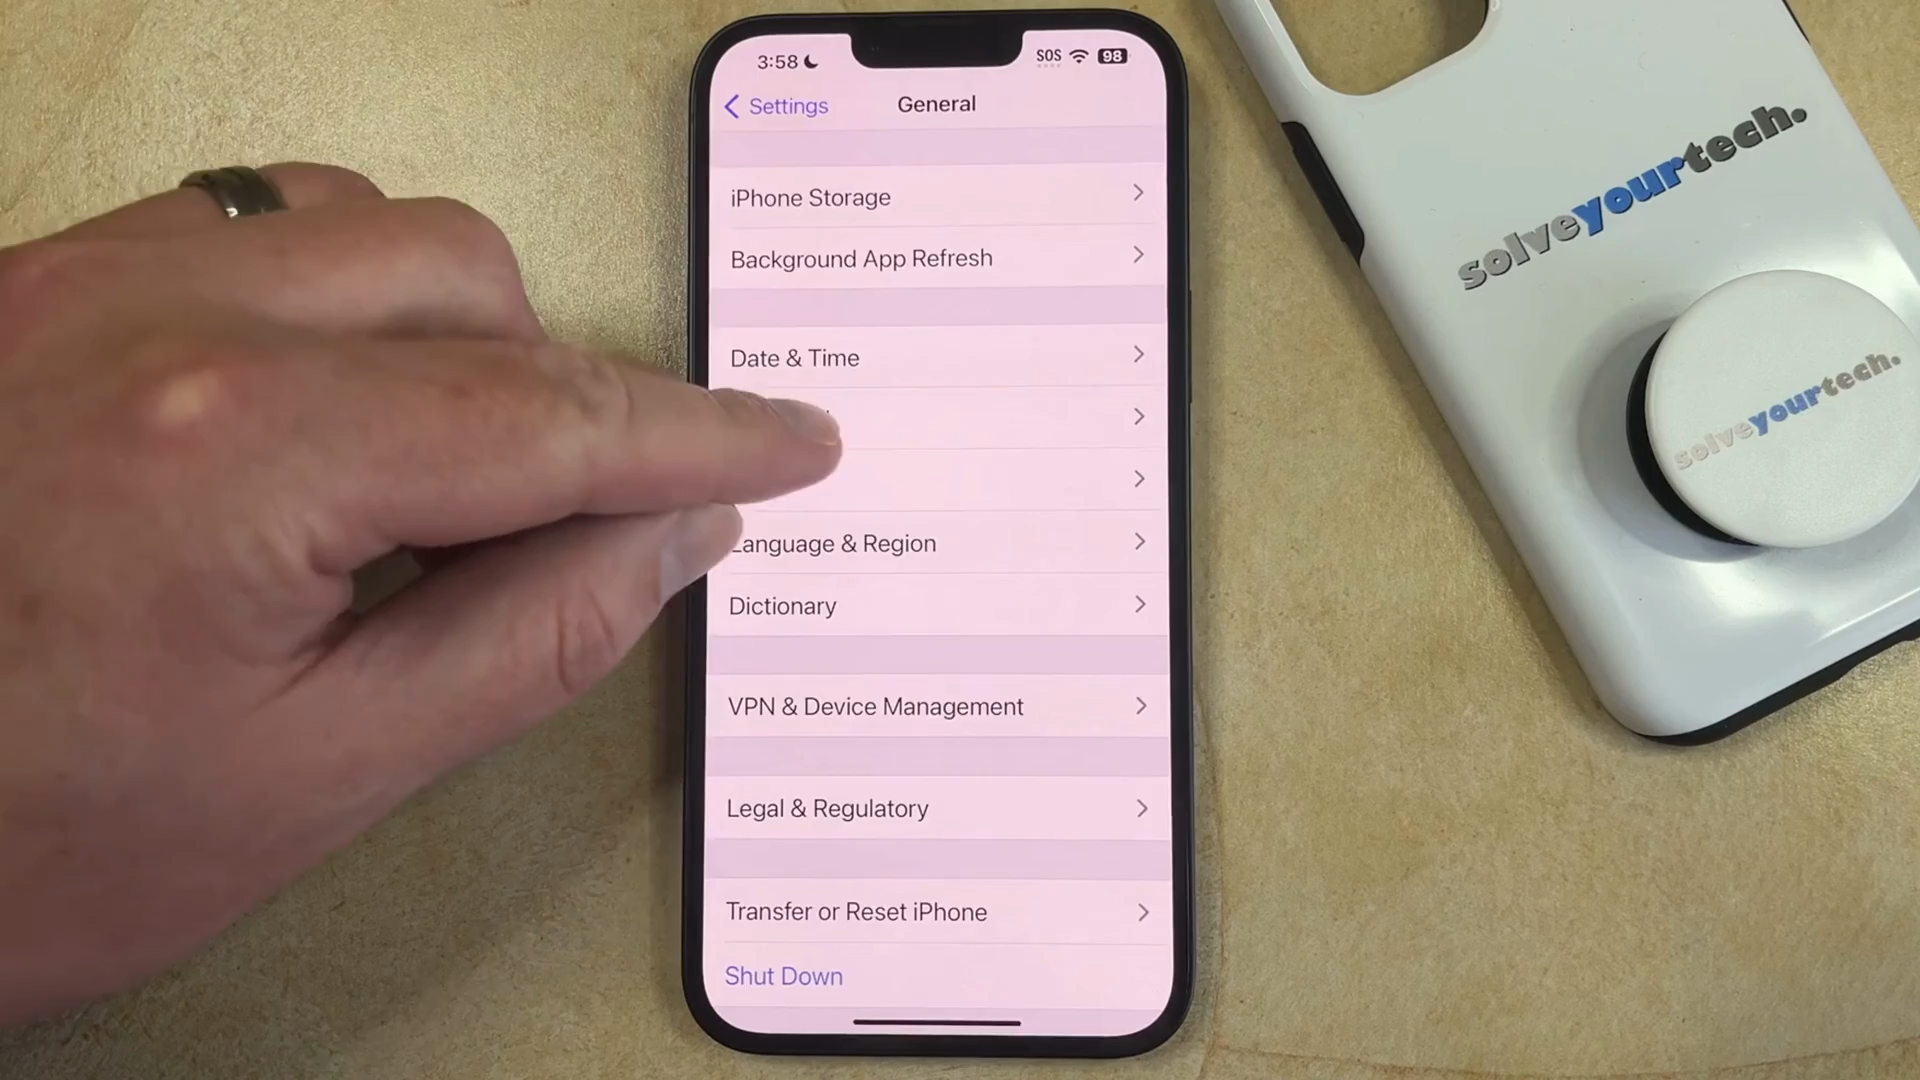 3:58
SOS
98
Settings
General
iPhone Storage
Background App Refresh
Date & Time
Language & Region
Dictionary
VPN & Device Management
Legal & Regulatory
Transfer or Reset iPhone
Shut Down
solveyourtech.
solveyourtech.